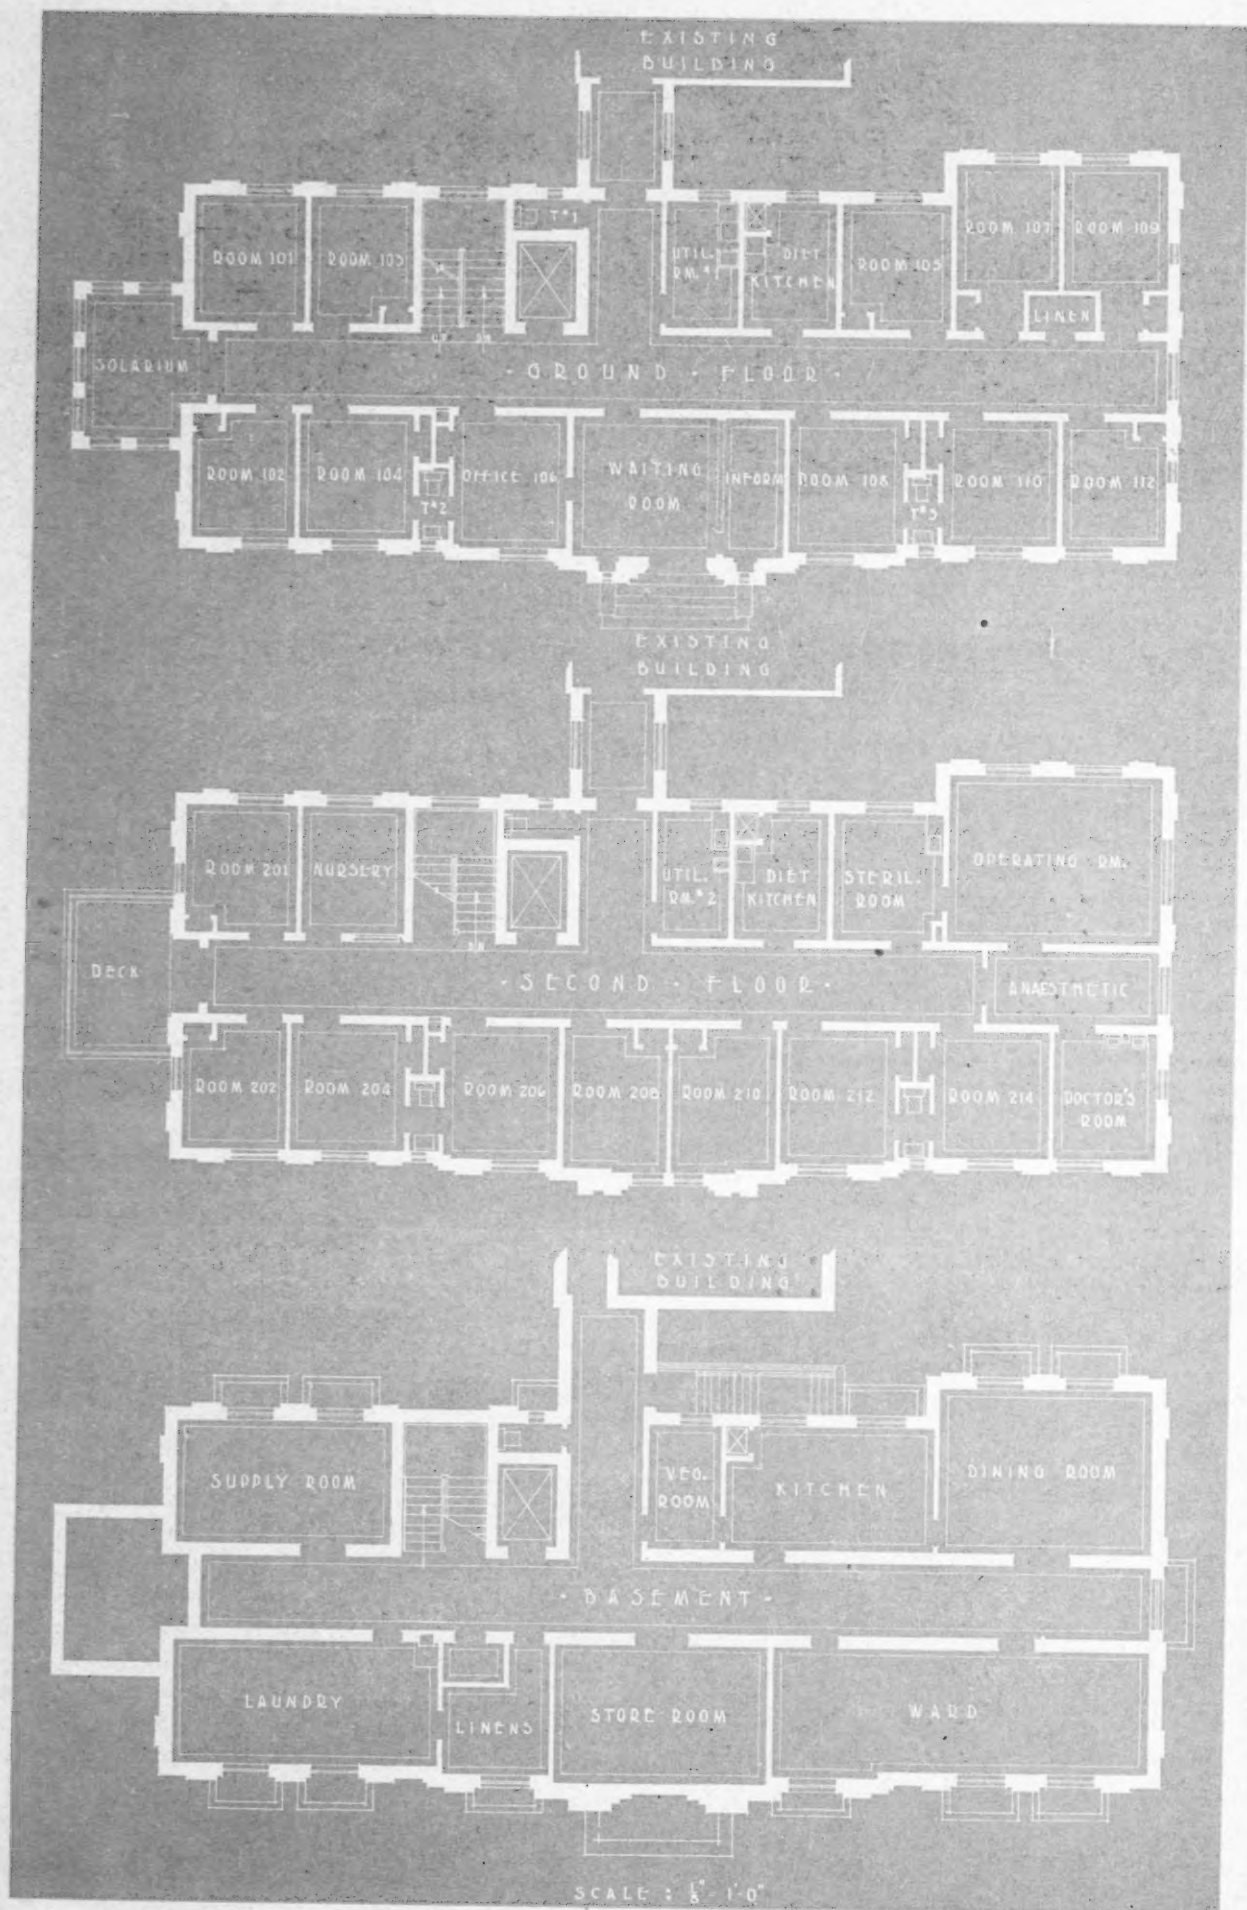 EXISTING
BUILDING
T#1
ROOM 101
ROOM 103
UTIL.
RM. #1
DIET
KITCHEN
ROOM 105
ROOM 107
ROOM 109
LINEN
UP
DN
SOLARIUM
- GROUND - FLOOR -
ROOM 102
ROOM 104
T#2
OFFICE 106
WAITING
ROOM
INFORM
ROOM 108
T#3
ROOM 110
ROOM 112
EXISTING
BUILDING
ROOM 201
NURSERY
UTIL.
RM. #2
DIET
KITCHEN
STERIL.
ROOM
OPERATING RM.
DN
DECK
- SECOND - FLOOR -
ANAESTHETIC
ROOM 202
ROOM 204
ROOM 206
ROOM 208
ROOM 210
ROOM 212
ROOM 214
DOCTOR'S
ROOM
EXISTING
BUILDING
SUPPLY ROOM
VEG.
ROOM
KITCHEN
DINING ROOM
- BASEMENT -
LAUNDRY
LINENS
STORE ROOM
WARD
SCALE : 1/8" - 1'-0"